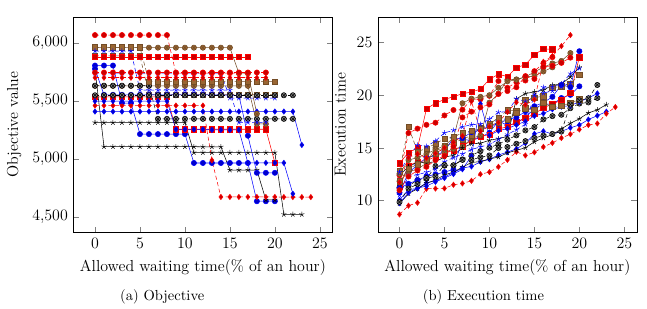 6,000
5,500
5,000
4,500
Objective value
0 5 10 15 20 25
Allowed waiting time(% of an hour)
(a) Objective
25
20
15
10
Execution time
0 5 10 15 20 25
Allowed waiting time(% of an hour)
(b) Execution time